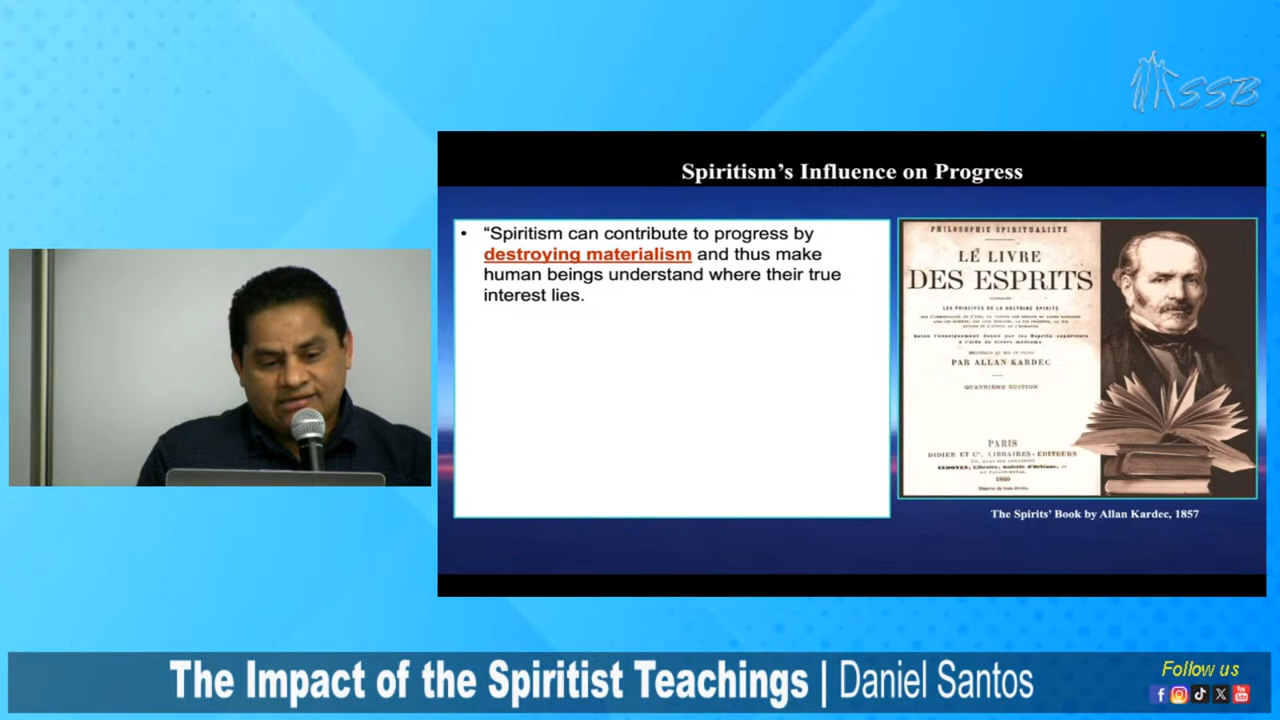 SSB
Spiritism’s Influence on Progress
• “Spiritism can contribute to progress by
destroying materialism and thus make
human beings understand where their true
interest lies.
PHILOSOPHIE SPIRITUALISTE
LE LIVRE
DES ESPRITS
LES PRINCIPES DE LA DOCTRINE SPIRITE
PAR ALLAN KARDEC
QUATRIÈME ÉDITION
PARIS
DIDIER ET Cⁱᵉ, LIBRAIRES-ÉDITEURS
1860
The Spirits’ Book by Allan Kardec, 1857
The Impact of the Spiritist Teachings | Daniel Santos
Follow us